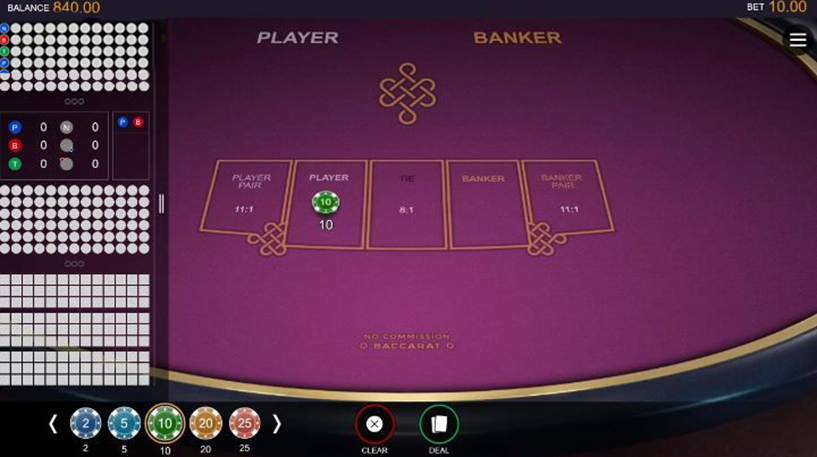 BALANCE 840.00
BET 10.00
PLAYER BANKER
N
B
T
P
P 0 N 0
B 0 0
T 0 0
P B
PLAYER PAIR
11:1
PLAYER
10
10
TIE
8:1
BANKER
BANKER PAIR
11:1
NO COMMISSION
BACCARAT
2 5 10 20 25
2 5 10 20 25
CLEAR DEAL